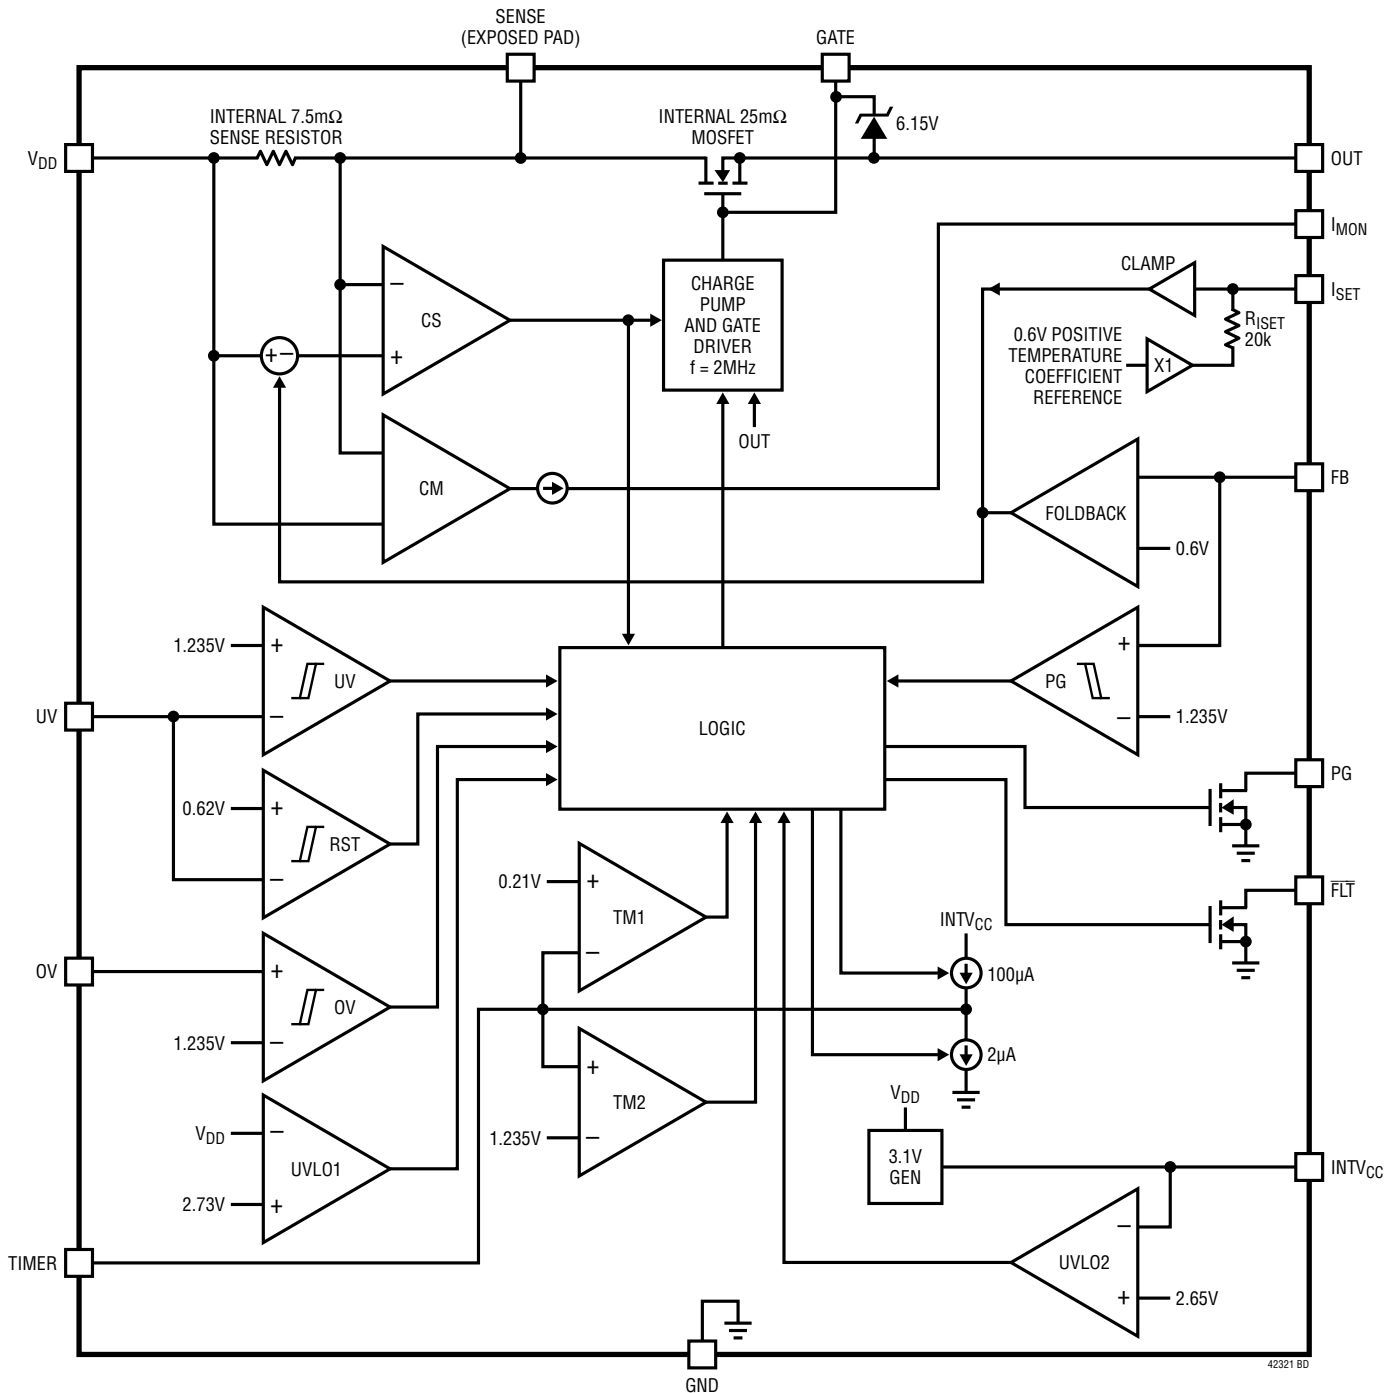 SENSE
(EXPOSED PAD)
GATE
INTERNAL 7.5mΩ
SENSE RESISTOR
INTERNAL 25mΩ
MOSFET
6.15V
VDD
OUT
IMON
CLAMP
ISET
RISET
20k
0.6V POSITIVE
TEMPERATURE
COEFFICIENT
REFERENCE
X1
CHARGE
PUMP
AND GATE
DRIVER
f = 2MHz
OUT
–
CS
+
+–
CM
FB
FOLDBACK
0.6V
1.235V
+
UV
–
UV
LOGIC
+
PG
–
1.235V
0.62V
+
RST
–
PG
FLT
0.21V
+
TM1
–
INTVCC
100µA
OV
+
OV
1.235V
–
+
TM2
1.235V
–
2µA
VDD
3.1V
GEN
VDD
–
UVLO1
2.73V
+
INTVCC
–
UVLO2
+
2.65V
TIMER
GND
42321 BD